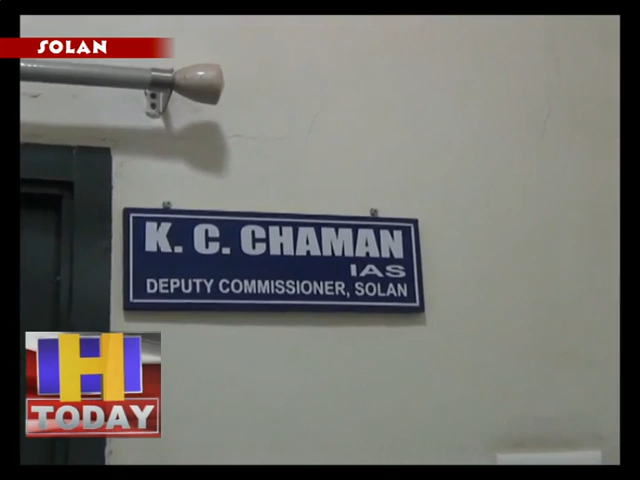 SOLAN
K. C. CHAMAN
IAS
DEPUTY COMMISSIONER, SOLAN
H
TODAY